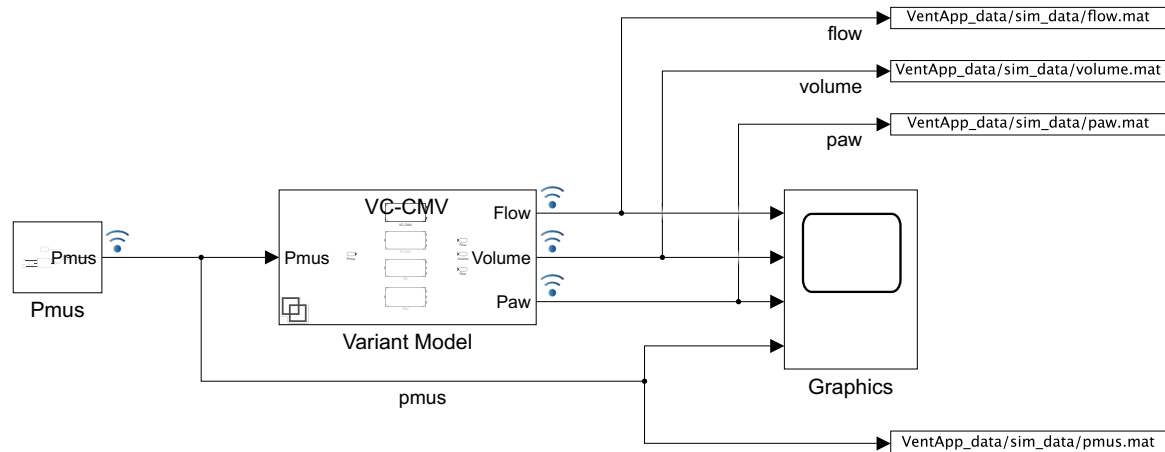 VentApp_data/sim_data/flow.mat
flow
VentApp_data/sim_data/volume.mat
volume
VentApp_data/sim_data/paw.mat
paw
VC-CMV
Flow
Pmus
Pmus
Volume
Paw
Pmus
Variant Model
Graphics
pmus
VentApp_data/sim_data/pmus.mat